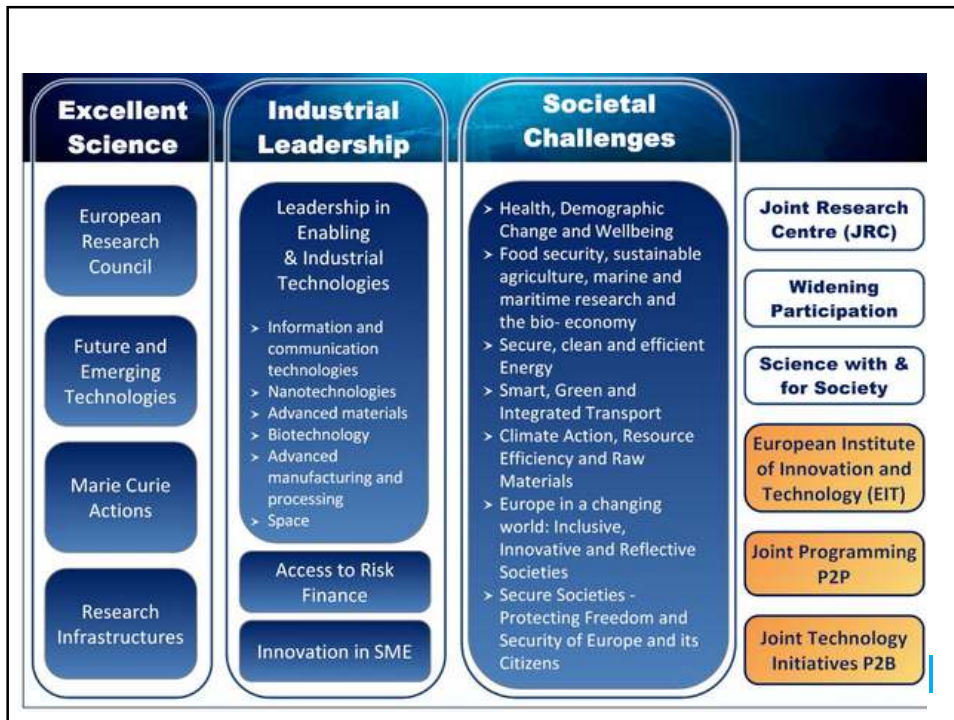 Excellent
Science
European
Research
Council
Future and
Emerging
Technologies
Marie Curie
Actions
Research
Infrastructures
Industrial
Leadership
Leadership in
Enabling
& Industrial
Technologies
➤ Information and
communication
technologies
➤ Nanotechnologies
➤ Advanced materials
➤ Biotechnology
➤ Advanced
manufacturing and
processing
➤ Space
Access to Risk
Finance
Innovation in SME
Societal
Challenges
➤ Health, Demographic
Change and Wellbeing
➤ Food security, sustainable
agriculture, marine and
maritime research and
the bio- economy
➤ Secure, clean and efficient
Energy
➤ Smart, Green and
Integrated Transport
➤ Climate Action, Resource
Efficiency and Raw
Materials
➤ Europe in a changing
world: Inclusive,
Innovative and Reflective
Societies
➤ Secure Societies -
Protecting Freedom and
Security of Europe and its
Citizens
Joint Research
Centre (JRC)
Widening
Participation
Science with &
for Society
European Institute
of Innovation and
Technology (EIT)
Joint Programming
P2P
Joint Technology
Initiatives P2B